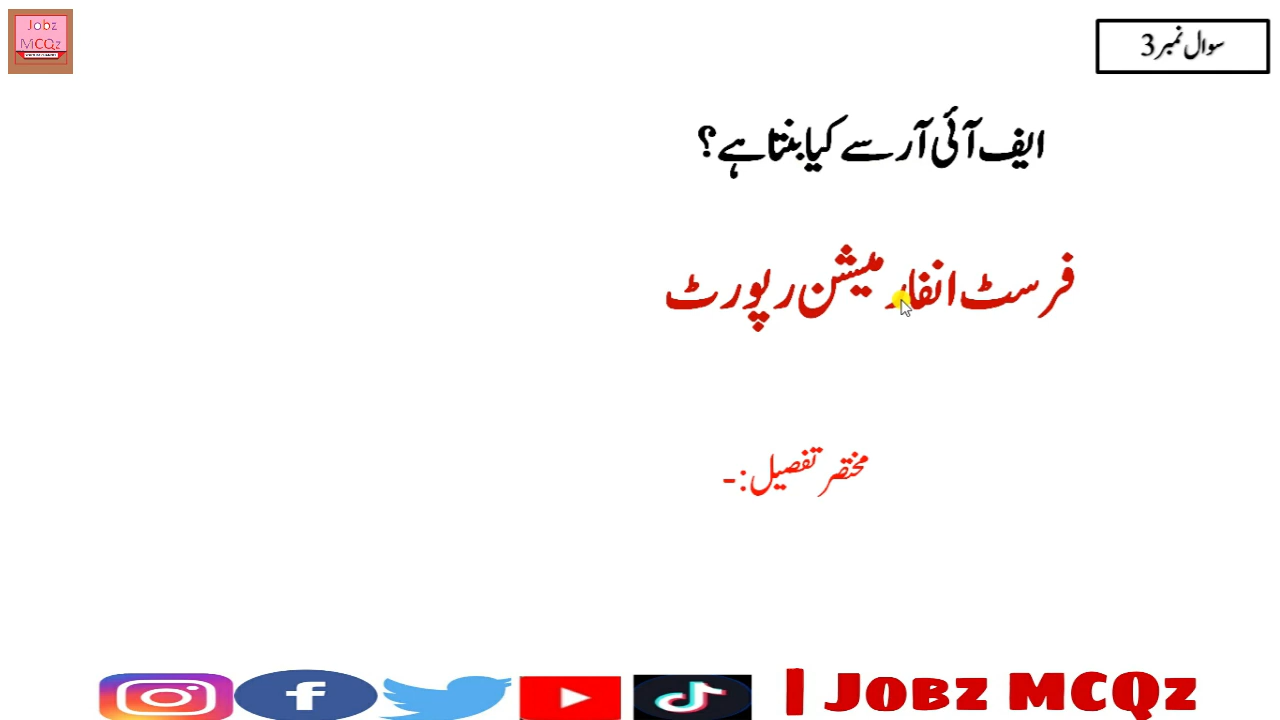 Jobz
MCQz
سوال نمبر 3
ایف آئی آر سے کیا بنتا ہے؟
فرسٹ انفارمیشن رپورٹ
مختصر تفصیل:-
| Jobz MCQz